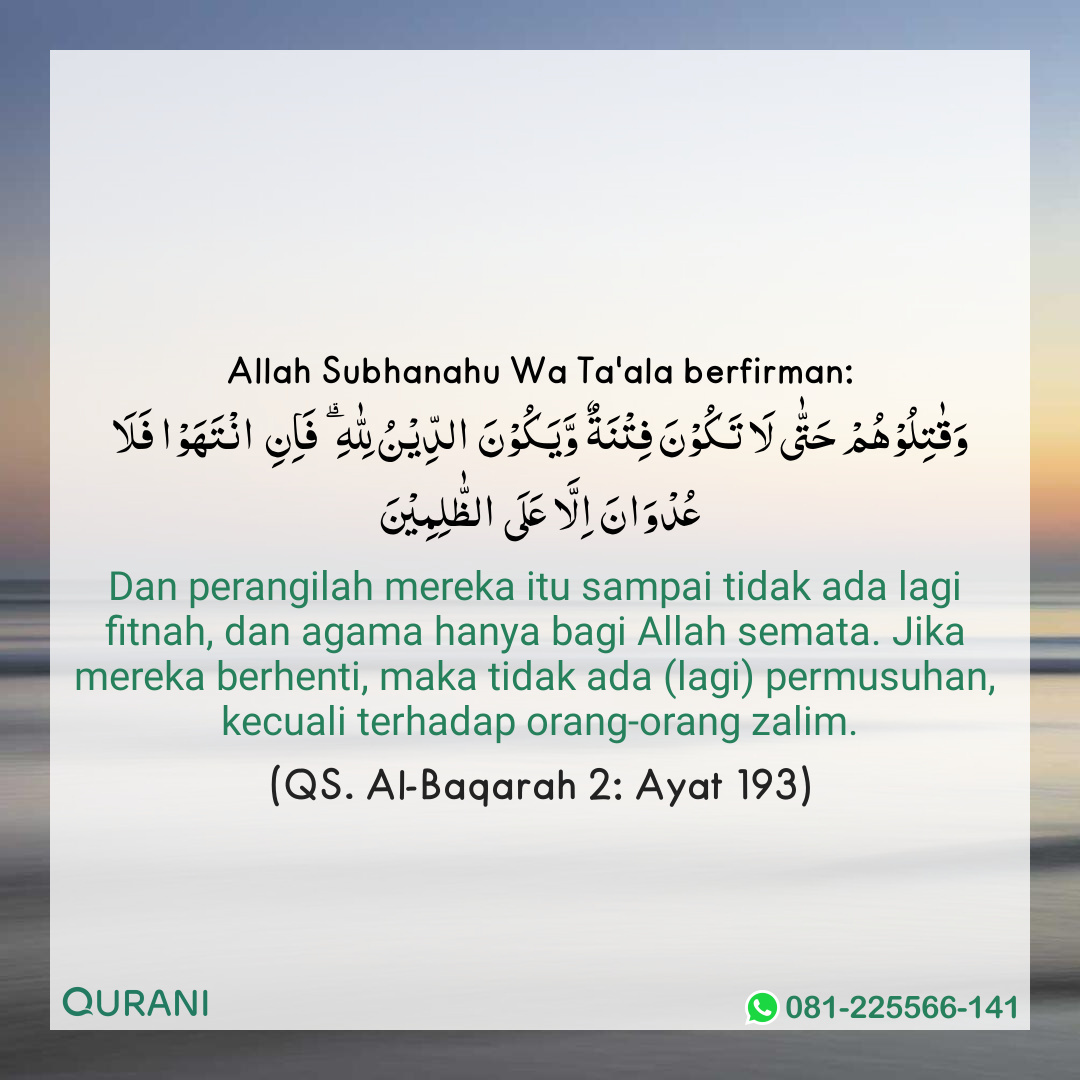 Allah Subhanahu Wa Ta'ala berfirman:
وَقٰتِلُوْهُمْ حَتّٰى لَا تَكُوْنَ فِتْنَةٌ وَّيَكُوْنَ الدِّيْنُ لِلّٰهِ ۗ فَاِنِ انْتَهَوْا فَلَا
عُدْوَانَ اِلَّا عَلَى الظّٰلِمِيْنَ
Dan perangilah mereka itu sampai tidak ada lagi
fitnah, dan agama hanya bagi Allah semata. Jika
mereka berhenti, maka tidak ada (lagi) permusuhan,
kecuali terhadap orang-orang zalim.
(QS. Al-Baqarah 2: Ayat 193)
QURANI
081-225566-141